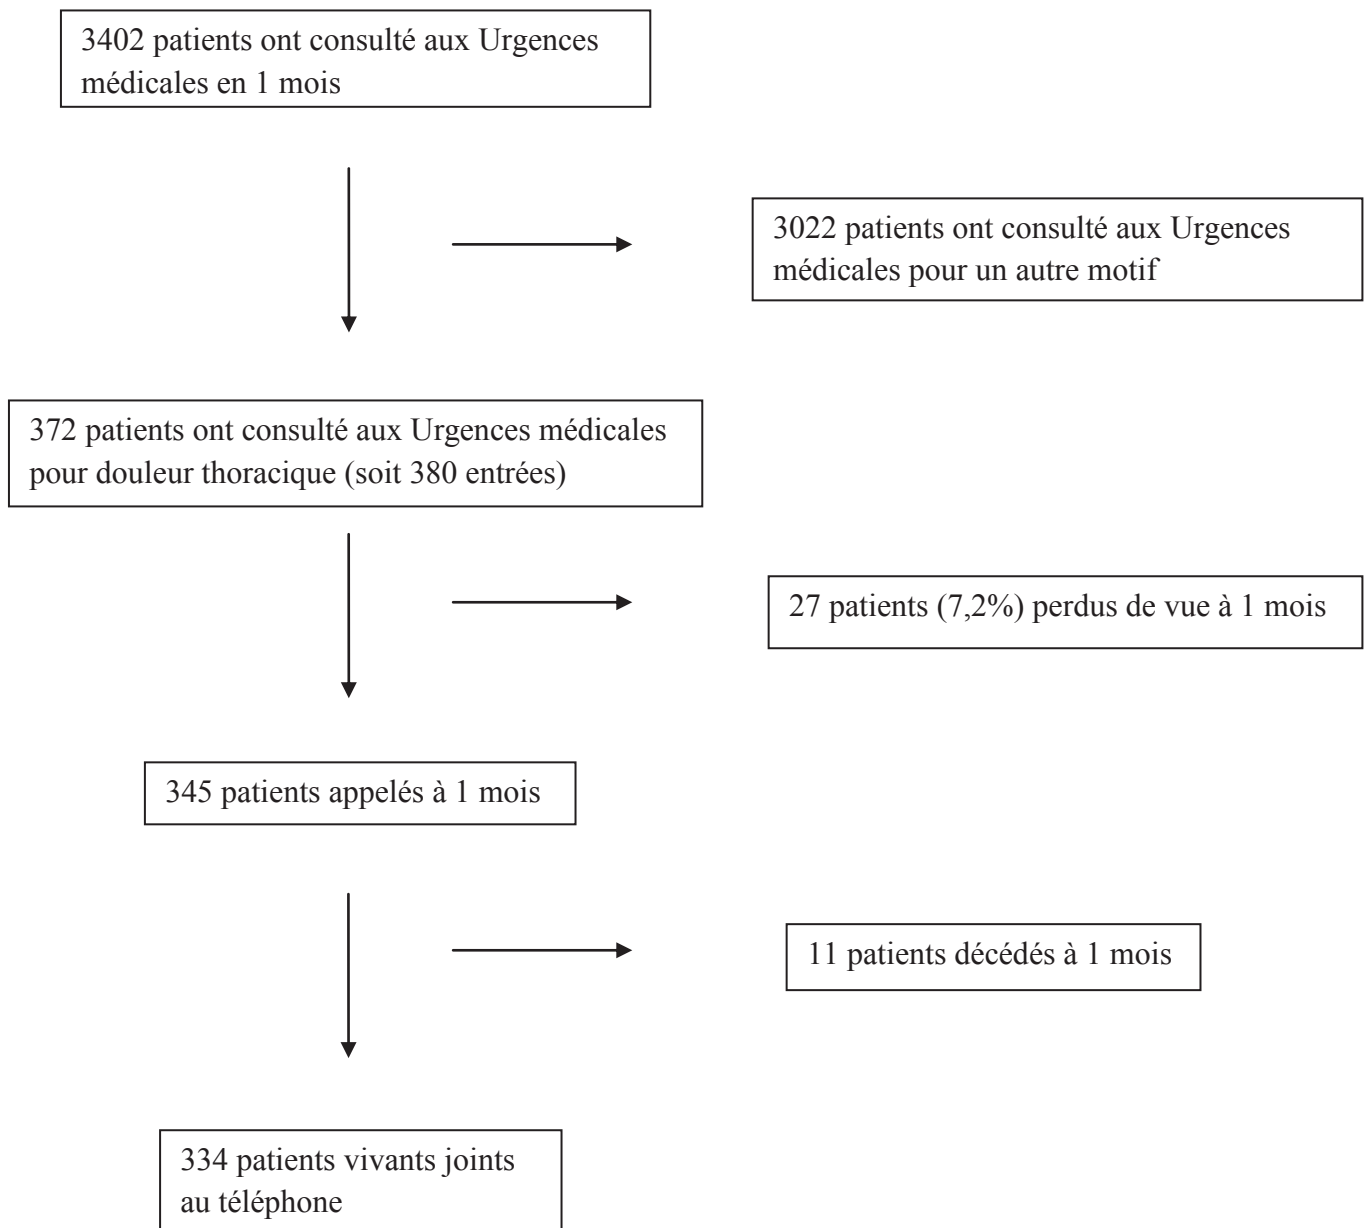 3402 patients ont consulté aux Urgences
médicales en 1 mois
3022 patients ont consulté aux Urgences
médicales pour un autre motif
372 patients ont consulté aux Urgences médicales
pour douleur thoracique (soit 380 entrées)
27 patients (7,2%) perdus de vue à 1 mois
345 patients appelés à 1 mois
11 patients décédés à 1 mois
334 patients vivants joints
au téléphone